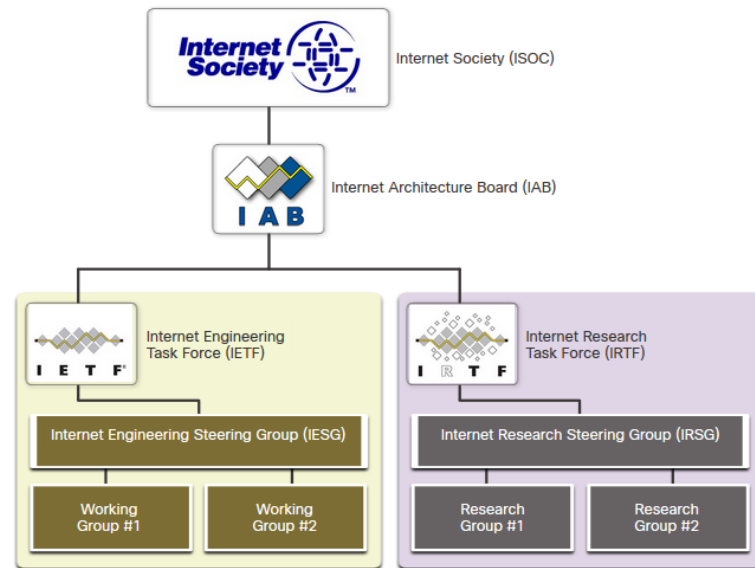 Internet
Society
TM
Internet Society (ISOC)
IAB
Internet Architecture Board (IAB)
IETF®
Internet Engineering
Task Force (IETF)
IRTF
Internet Research
Task Force (IRTF)
Internet Engineering Steering Group (IESG)
Internet Research Steering Group (IRSG)
Working
Group #1
Working
Group #2
Research
Group #1
Research
Group #2